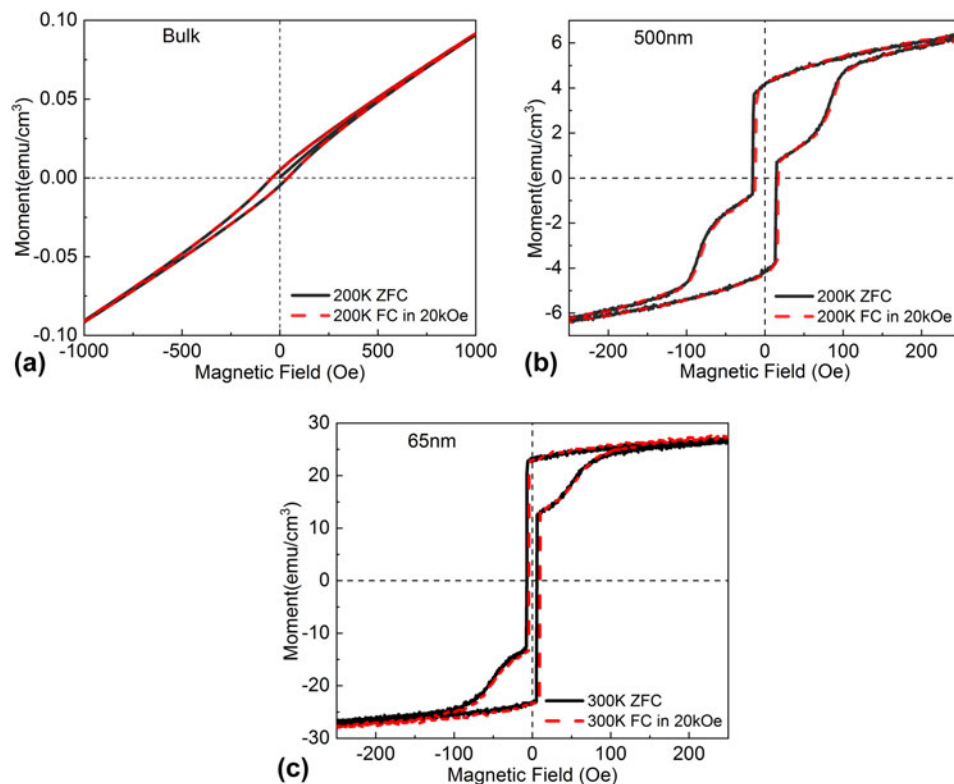 Bulk
0.10
0.05
0.00
-0.05
-0.10
Moment(emu/cm³)
200K ZFC
200K FC in 20kOe
-1000 -500 0 500 1000
Magnetic Field (Oe)
(a)
500nm
6
4
2
0
-2
-4
-6
Moment(emu/cm³)
200K ZFC
200K FC in 20kOe
-200 -100 0 100 200
Magnetic Field (Oe)
(b)
65nm
30
20
10
0
-10
-20
-30
Moment(emu/cm³)
300K ZFC
300K FC in 20kOe
-200 -100 0 100 200
Magnetic Field (Oe)
(c)